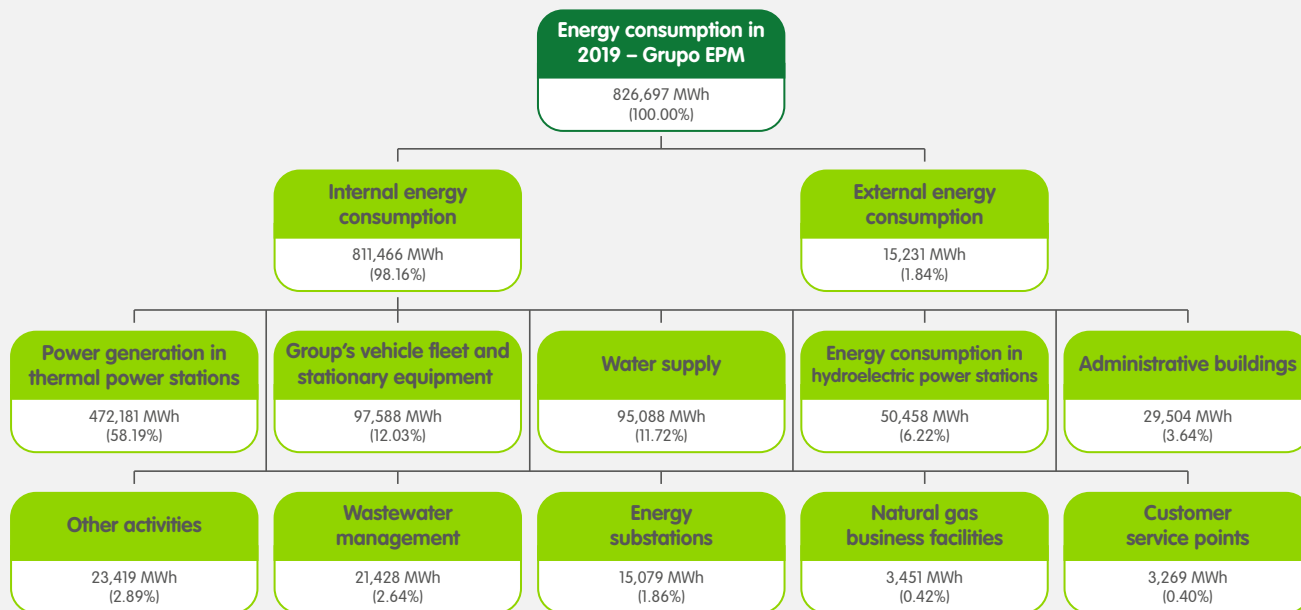 Energy consumption in
2019 – Grupo EPM
826,697 MWh
(100.00%)
Internal energy
consumption
811,466 MWh
(98.16%)
External energy
consumption
15,231 MWh
(1.84%)
Power generation in
thermal power stations
472,181 MWh
(58.19%)
Group's vehicle fleet and
stationary equipment
97,588 MWh
(12.03%)
Water supply
95,088 MWh
(11.72%)
Energy consumption in
hydroelectric power stations
50,458 MWh
(6.22%)
Administrative buildings
29,504 MWh
(3.64%)
Other activities
23,419 MWh
(2.89%)
Wastewater
management
21,428 MWh
(2.64%)
Energy
substations
15,079 MWh
(1.86%)
Natural gas
business facilities
3,451 MWh
(0.42%)
Customer
service points
3,269 MWh
(0.40%)